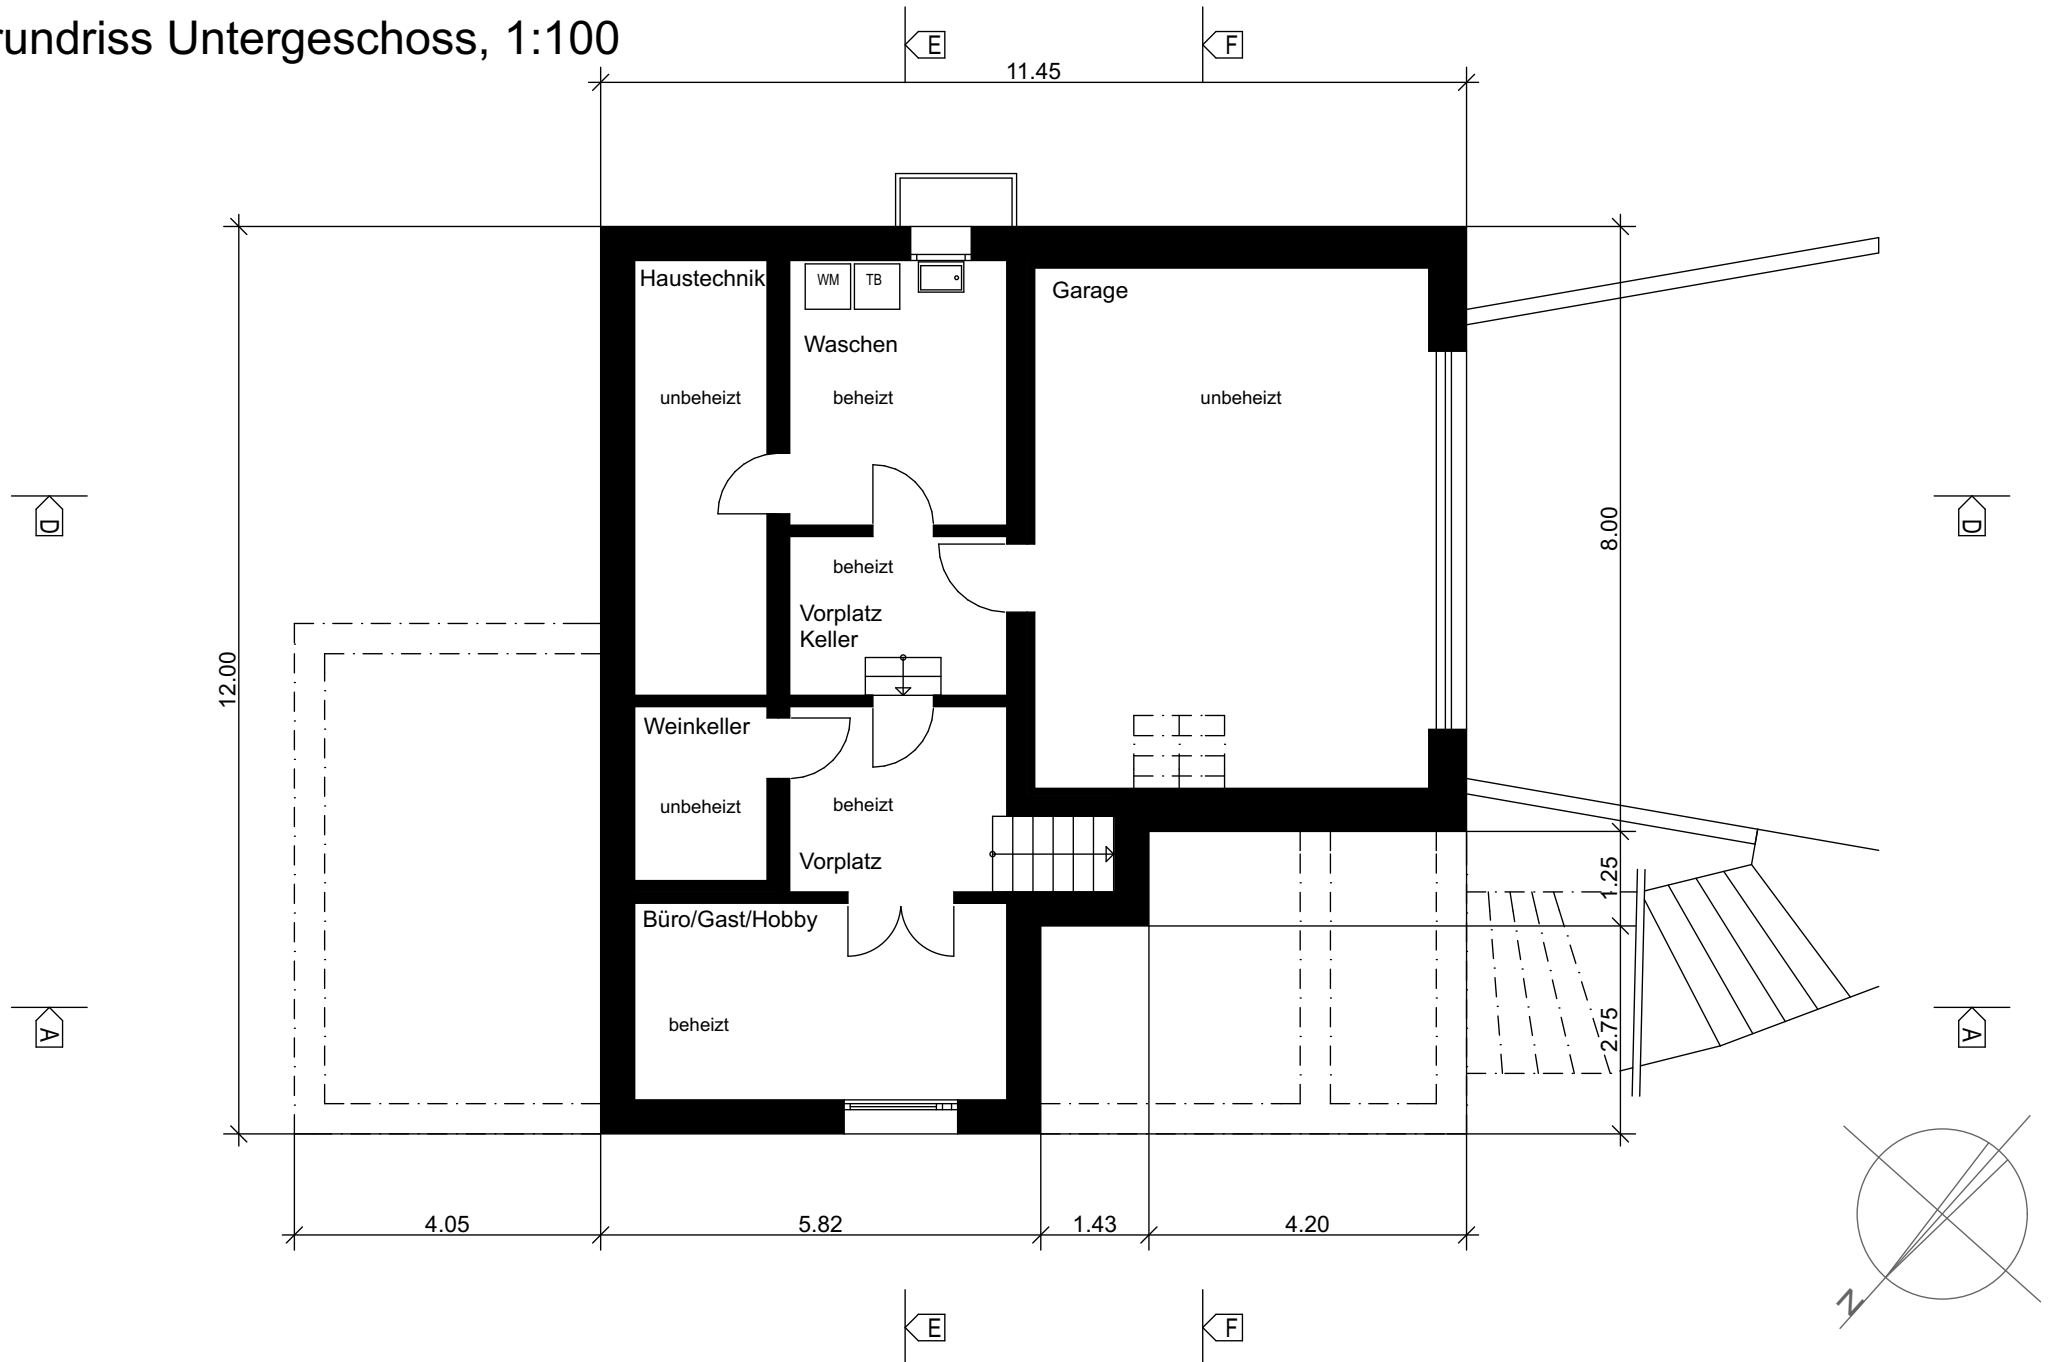 rundriss Untergeschoss, 1:100
E
F
11.45
Haustechnik
WM
TB
Garage
Waschen
unbeheizt
beheizt
unbeheizt
D
8.00
D
beheizt
Vorplatz
Keller
12.00
Weinkeller
unbeheizt
beheizt
Vorplatz
1.25
Büro/Gast/Hobby
beheizt
2.75
A
A
4.05
5.82
1.43
4.20
N
E
F